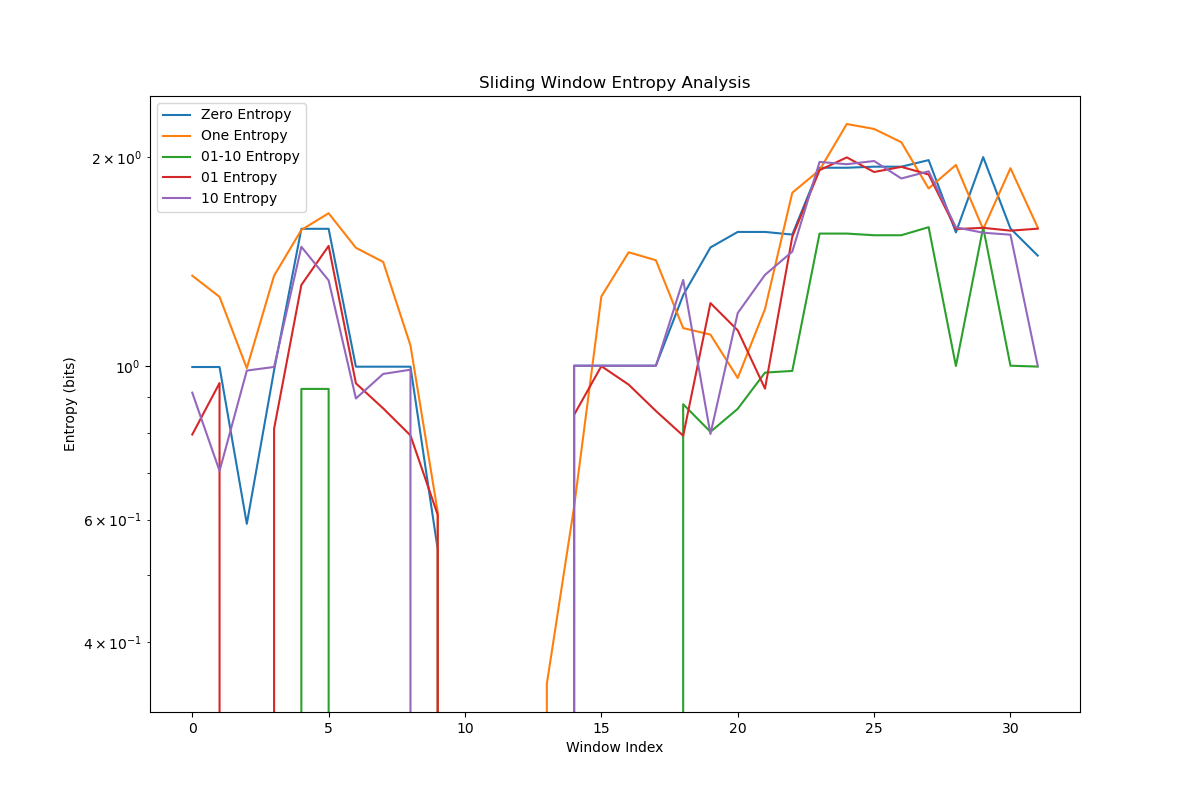 Sliding Window Entropy Analysis
Zero Entropy
One Entropy
01-10 Entropy
01 Entropy
10 Entropy
2 × 10⁰
10⁰
6 × 10⁻¹
4 × 10⁻¹
Entropy (bits)
0 5 10 15 20 25 30
Window Index